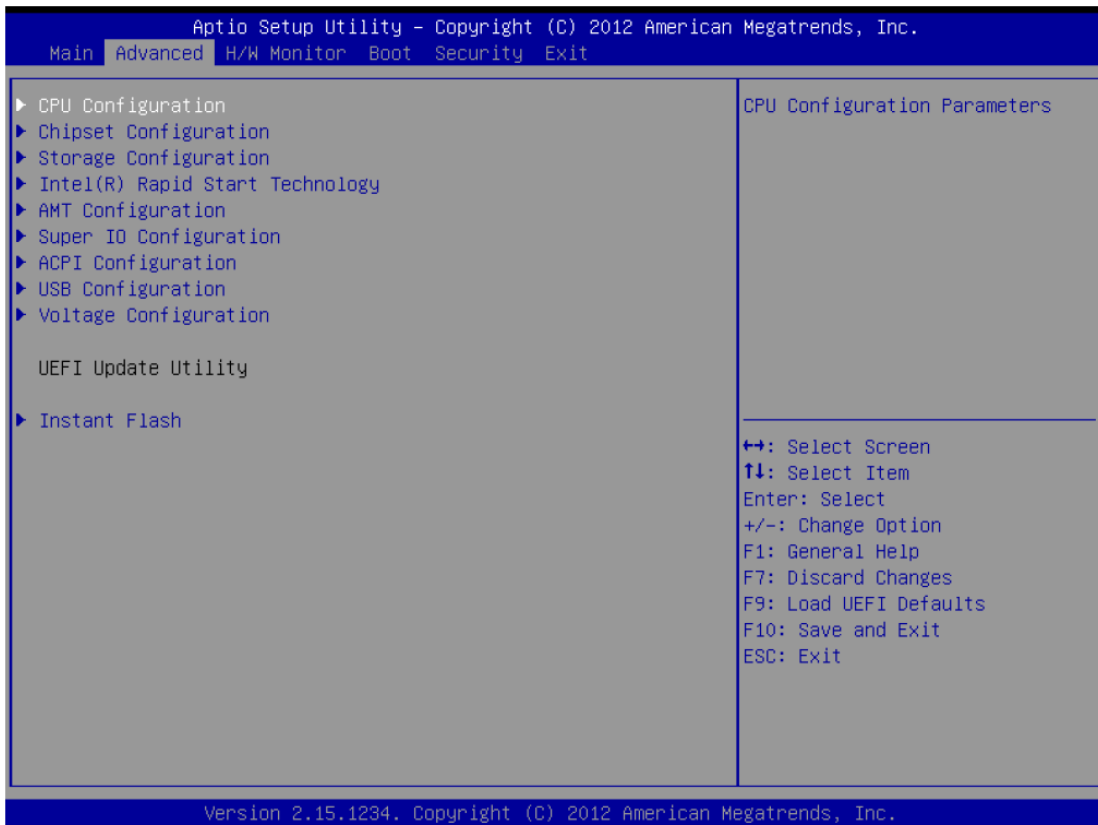 Aptio Setup Utility – Copyright (C) 2012 American Megatrends, Inc.
Main Advanced H/W Monitor Boot Security Exit
▶ CPU Configuration
▶ Chipset Configuration
▶ Storage Configuration
▶ Intel(R) Rapid Start Technology
▶ AMT Configuration
▶ Super IO Configuration
▶ ACPI Configuration
▶ USB Configuration
▶ Voltage Configuration
UEFI Update Utility
▶ Instant Flash
CPU Configuration Parameters
↔: Select Screen
↑↓: Select Item
Enter: Select
+/-: Change Option
F1: General Help
F7: Discard Changes
F9: Load UEFI Defaults
F10: Save and Exit
ESC: Exit
Version 2.15.1234. Copyright (C) 2012 American Megatrends, Inc.